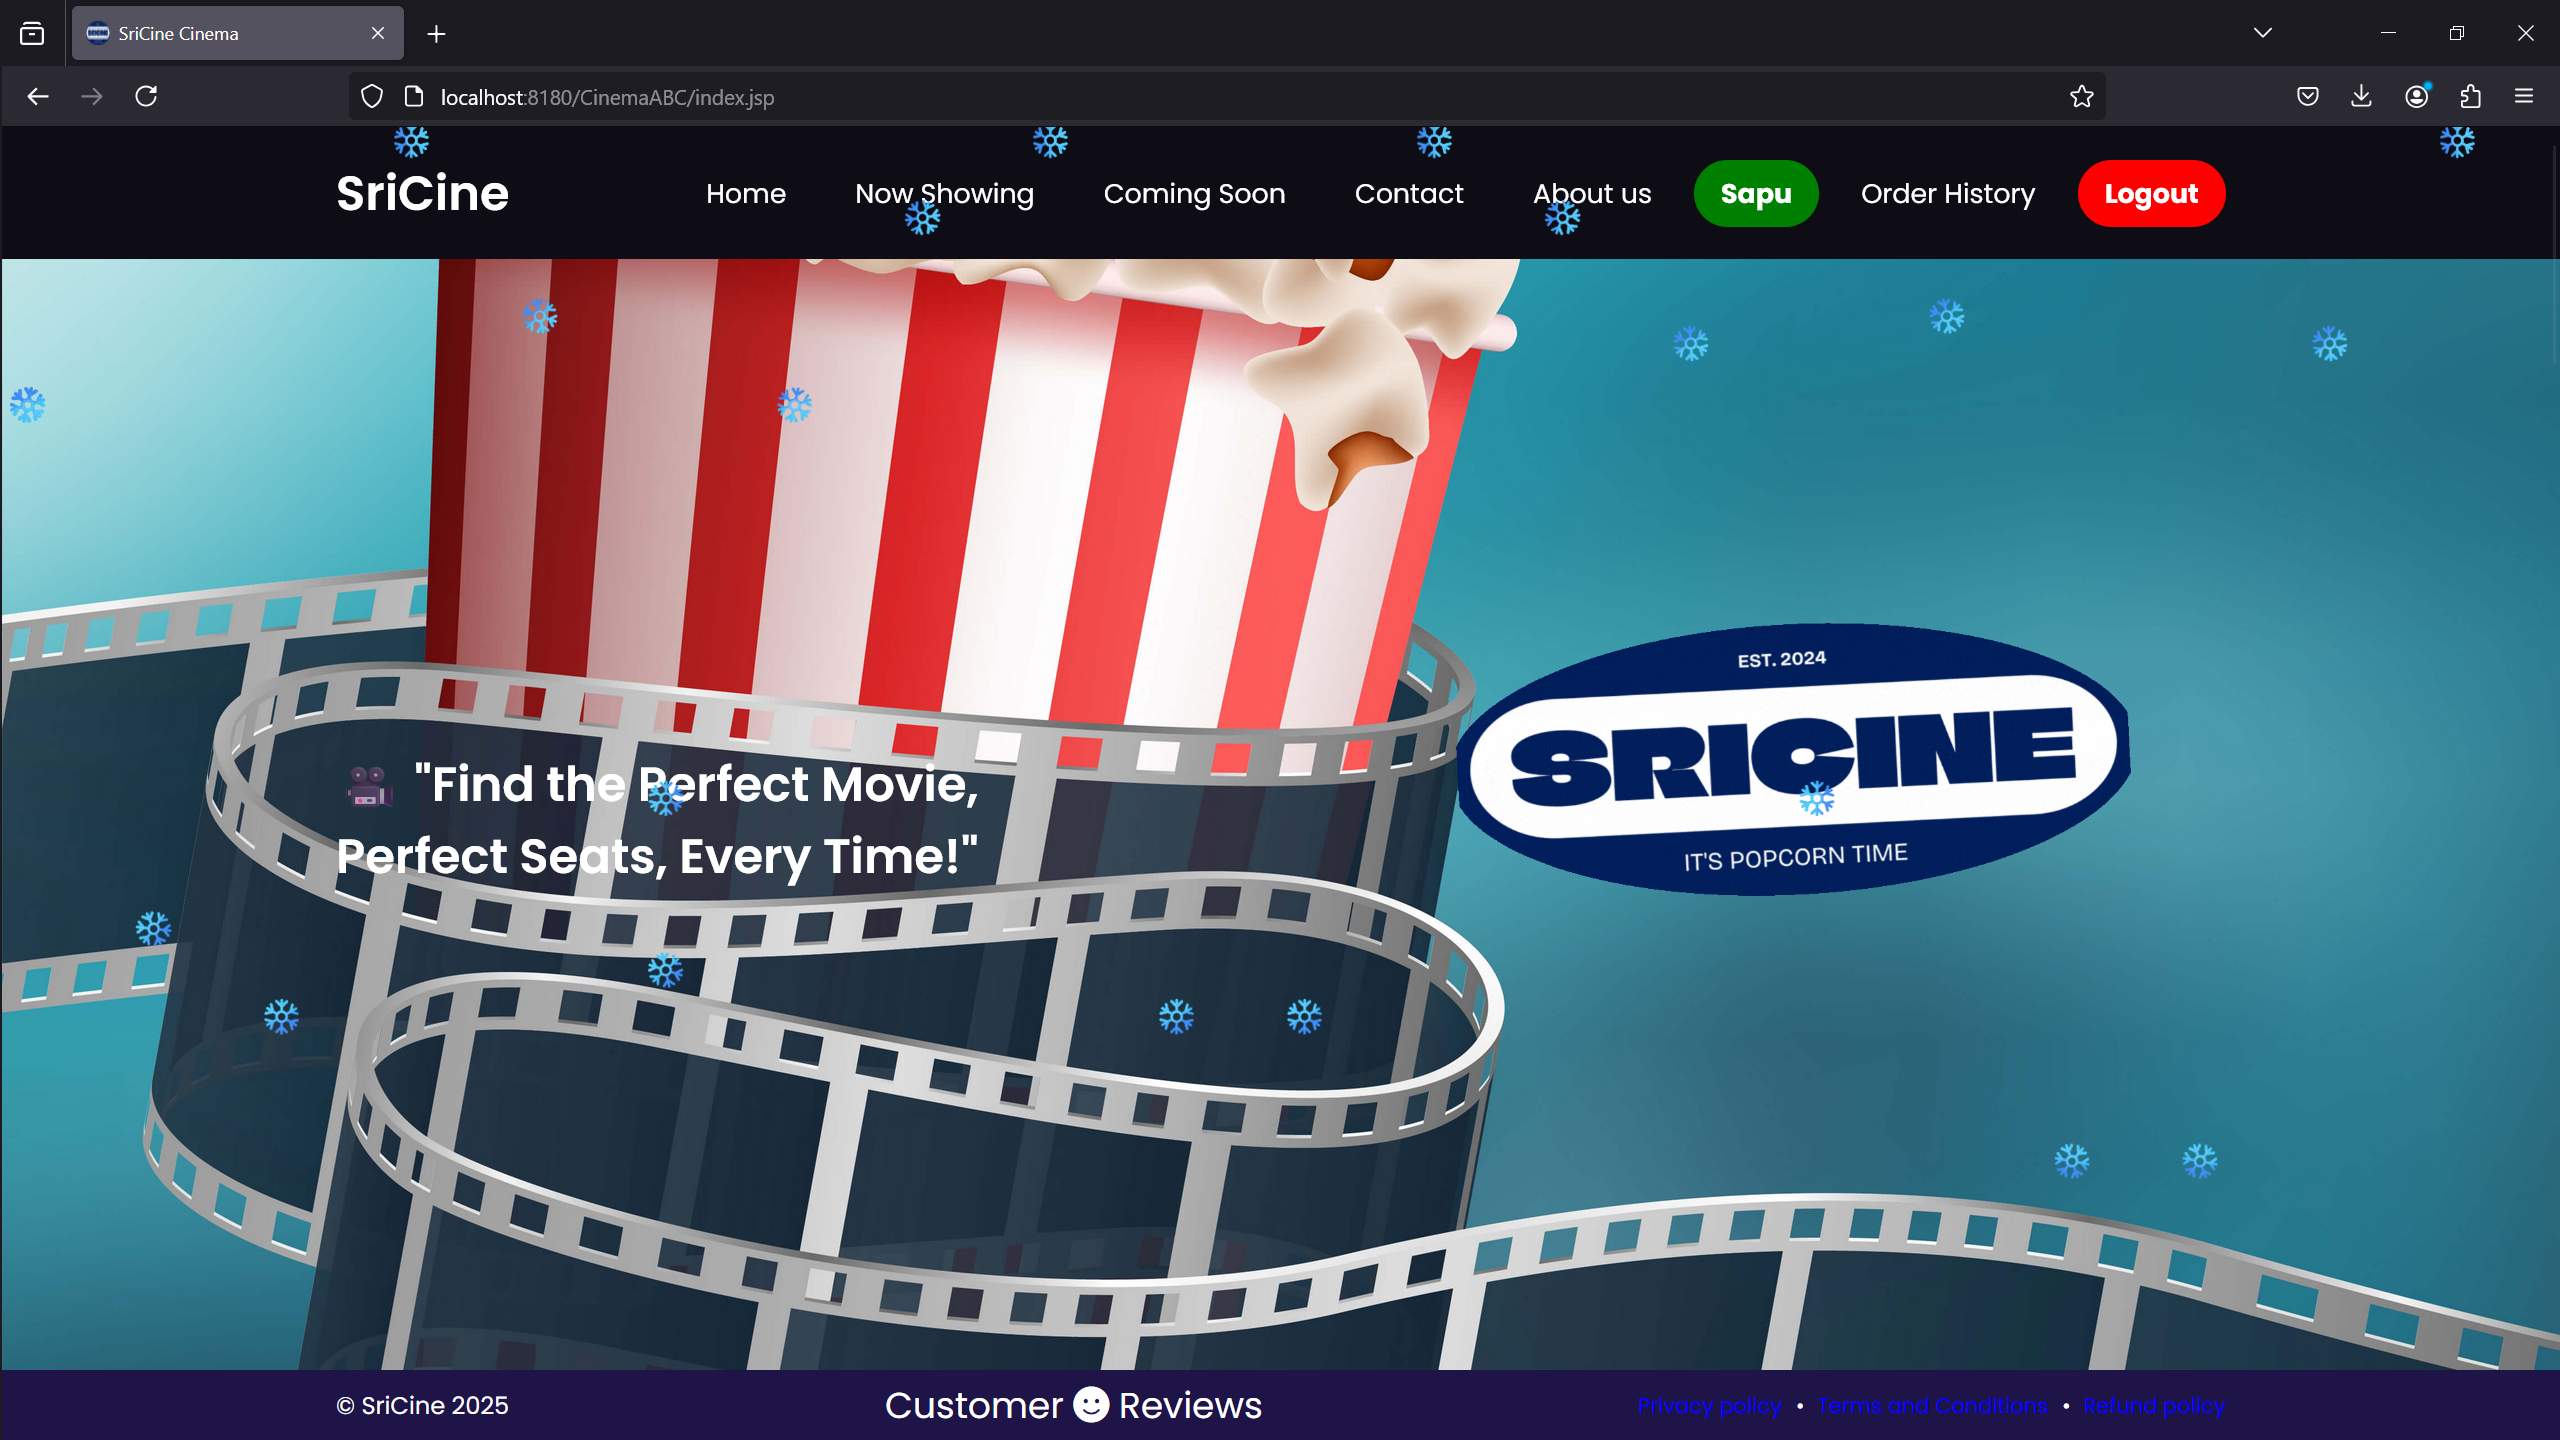 SriCine Cinema
localhost:8180/CinemaABC/index.jsp
SriCine
Home
Now Showing
Coming Soon
Contact
About us
Sapu
Order History
Logout
"Find the Perfect Movie,
Perfect Seats, Every Time!"
EST. 2024
SRICINE
IT'S POPCORN TIME
© SriCine 2025
Customer Reviews
Privacy policy • Terms and Conditions • Refund policy